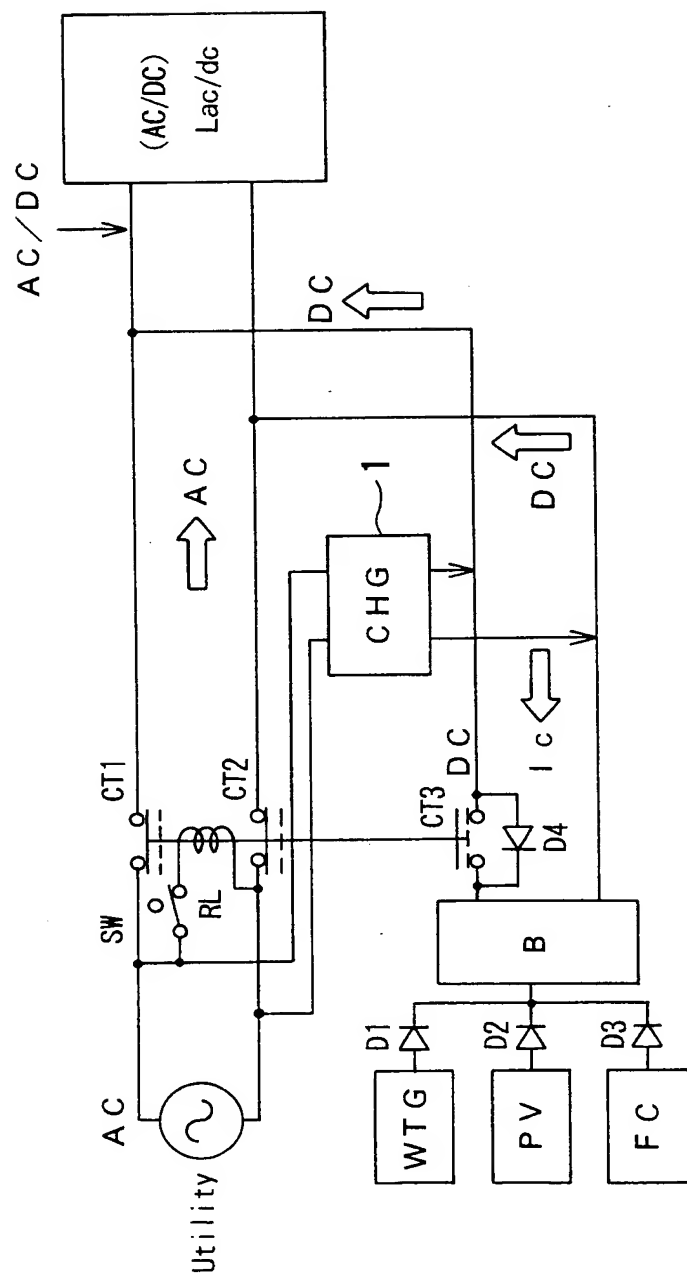 AC
Utility
SW
RL
CT1
CT2
AC
AC/DC
(AC/DC)
Lac/dc
DC
DC
CHG
1
Ic
DC
CT3
D4
B
D1
D2
D3
WTG
PV
FC